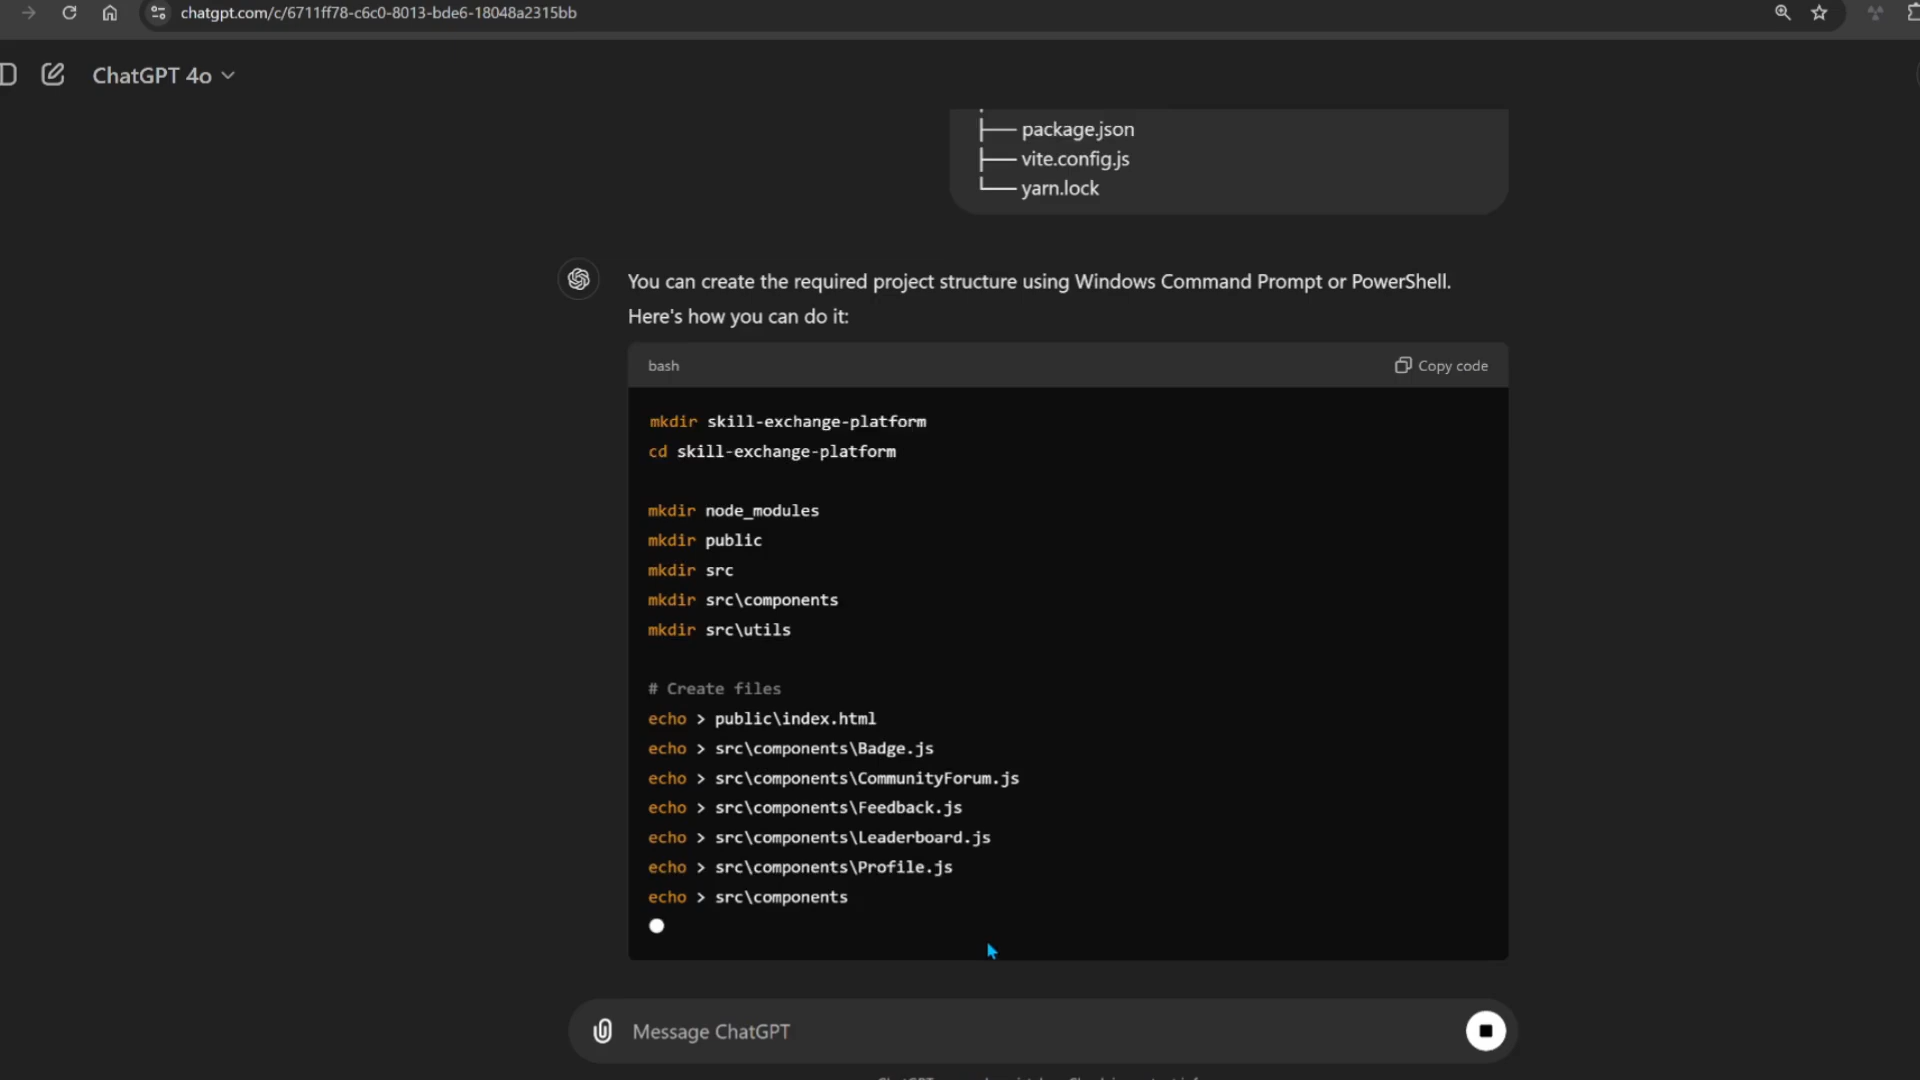 chatgpt.com/c/6711ff78-c6c0-8013-bde6-18048a2315bb
ChatGPT 4o
├── package.json
├── vite.config.js
└── yarn.lock
You can create the required project structure using Windows Command Prompt or PowerShell.
Here's how you can do it:
bash
Copy code
mkdir skill-exchange-platform
cd skill-exchange-platform
mkdir node_modules
mkdir public
mkdir src
mkdir src\components
mkdir src\utils
# Create files
echo > public\index.html
echo > src\components\Badge.js
echo > src\components\CommunityForum.js
echo > src\components\Feedback.js
echo > src\components\Leaderboard.js
echo > src\components\Profile.js
echo > src\components
Message ChatGPT